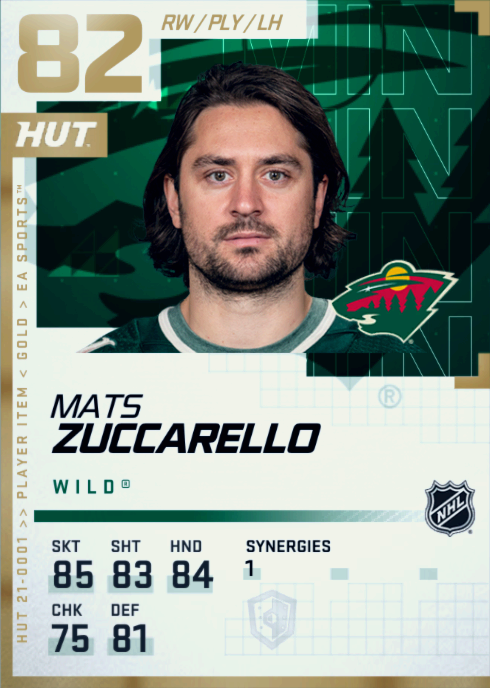 82
RW / PLY / LH
HUT
MIN
MIN
MIN
MIN
HUT 21-0001 >> PLAYER ITEM < GOLD > EA SPORTS™
®
MATS
ZUCCARELLO
WILD®
NHL
SKT SHT HND SYNERGIES
85 83 84 1
CHK DEF
75 81